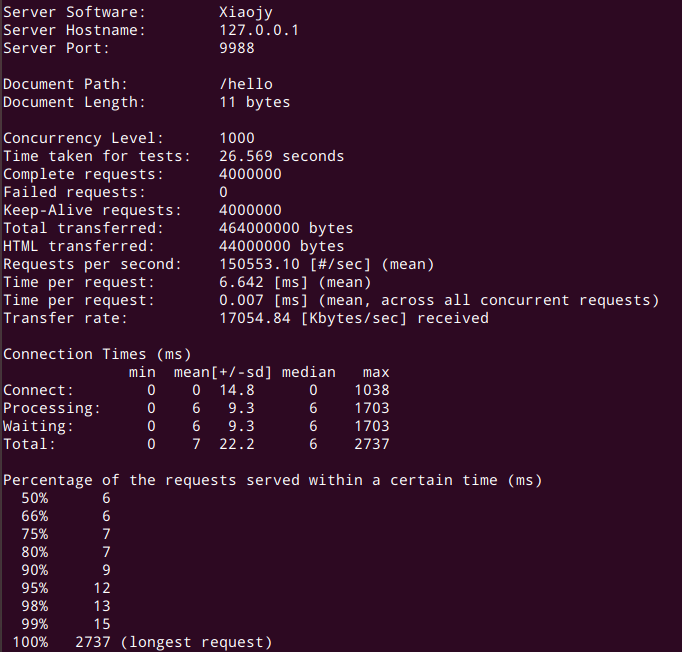 Server Software:        Xiaojy
Server Hostname:        127.0.0.1
Server Port:            9988

Document Path:          /hello
Document Length:        11 bytes

Concurrency Level:      1000
Time taken for tests:   26.569 seconds
Complete requests:      4000000
Failed requests:        0
Keep-Alive requests:    4000000
Total transferred:      464000000 bytes
HTML transferred:       44000000 bytes
Requests per second:    150553.10 [#/sec] (mean)
Time per request:       6.642 [ms] (mean)
Time per request:       0.007 [ms] (mean, across all concurrent requests)
Transfer rate:          17054.84 [Kbytes/sec] received

Connection Times (ms)
              min  mean[+/-sd] median   max
Connect:        0    0  14.8      0    1038
Processing:     0    6   9.3      6    1703
Waiting:        0    6   9.3      6    1703
Total:          0    7  22.2      6    2737

Percentage of the requests served within a certain time (ms)
  50%      6
  66%      6
  75%      7
  80%      7
  90%      9
  95%     12
  98%     13
  99%     15
 100%   2737 (longest request)